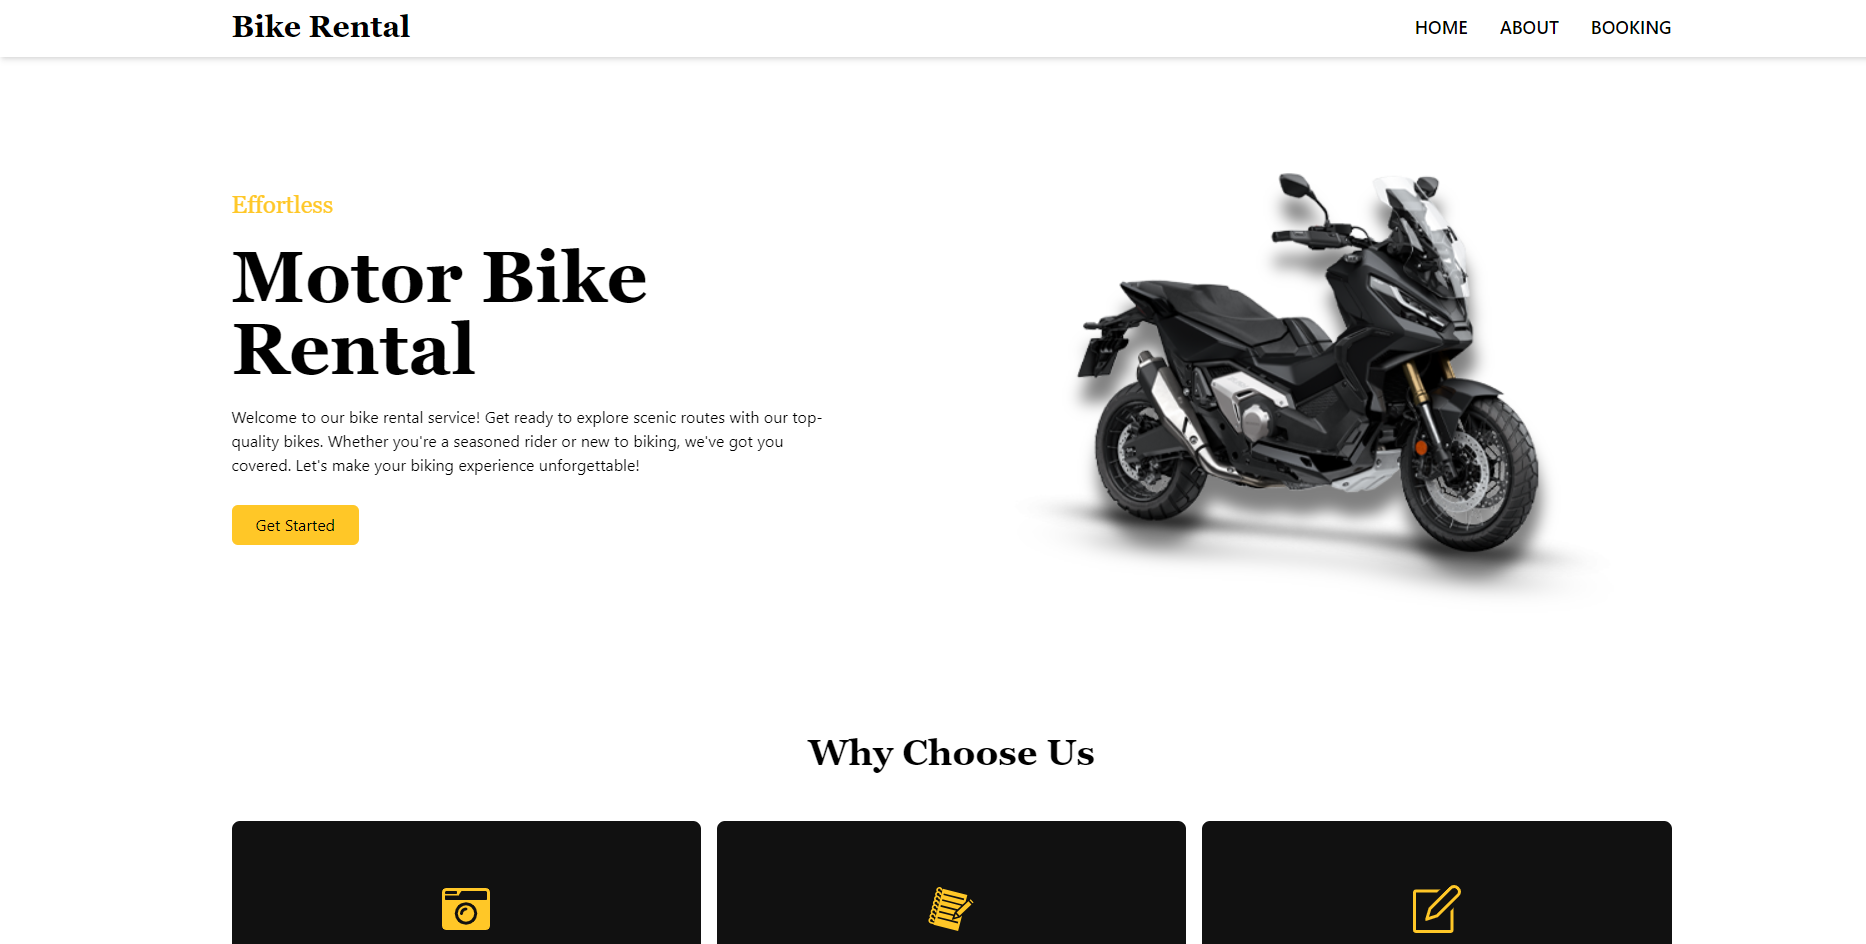 Bike Rental
HOME ABOUT BOOKING
Effortless
Motor Bike
Rental
Welcome to our bike rental service! Get ready to explore scenic routes with our top-
quality bikes. Whether you're a seasoned rider or new to biking, we've got you
covered. Let's make your biking experience unforgettable!
Get Started
Why Choose Us